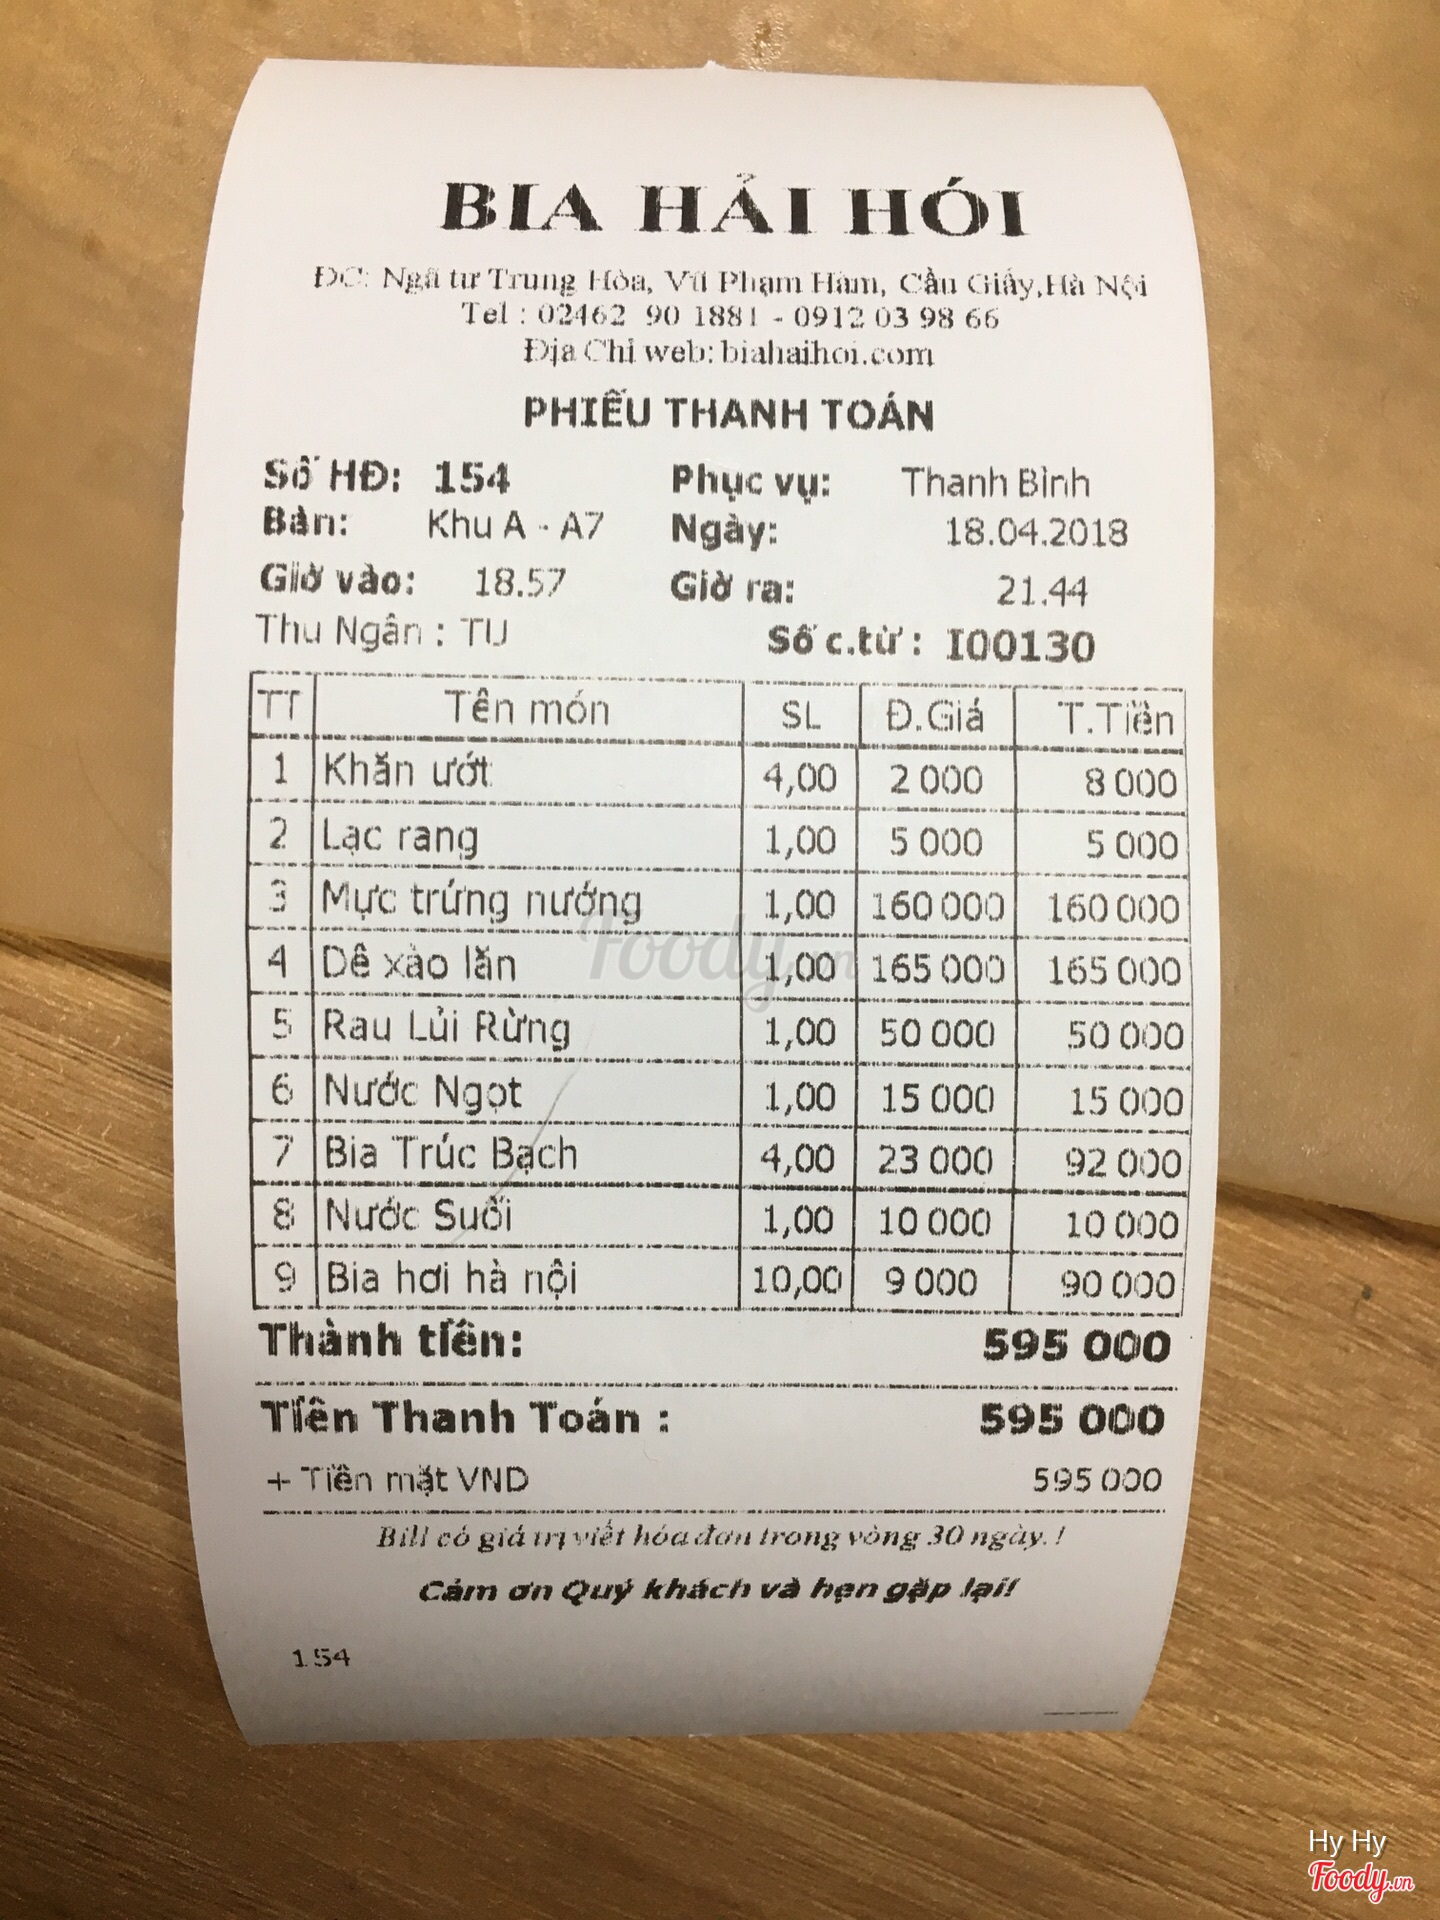 BIA HẢI HÓI
ĐC: Ngã tư Trung Hòa, Vũ Phạm Hàm, Cầu Giấy,Hà Nội
Tel : 02462 90 1881 - 0912 03 98 66
Địa Chỉ web: biahaihoi.com
PHIẾU THANH TOÁN
Số HĐ: 154 Phục vụ: Thanh Bình
Bàn: Khu A - A7 Ngày: 18.04.2018
Giờ vào: 18.57 Giờ ra: 21.44
Thu Ngân : TU Số c.từ : I00130
TT Tên món SL Đ.Giá T.Tiền
1 Khăn ướt 4,00 2 000 8 000
2 Lạc rang 1,00 5 000 5 000
3 Mực trứng nướng 1,00 160 000 160 000
4 Dê xào lăn 1,00 165 000 165 000
5 Rau Lủi Rừng 1,00 50 000 50 000
6 Nước Ngọt 1,00 15 000 15 000
7 Bia Trúc Bạch 4,00 23 000 92 000
8 Nước Suối 1,00 10 000 10 000
9 Bia hơi hà nội 10,00 9 000 90 000
Thành tiền: 595 000
Tiền Thanh Toán : 595 000
+ Tiền mặt VND 595 000
Bill có giá trị viết hóa đơn trong vòng 30 ngày. !
Cảm ơn Quý khách và hẹn gặp lại!
154
Foody.vn
Hy Hy
Foody.vn